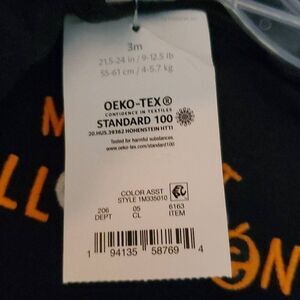 3m
21.5-24 in / 9-12.5 lb
55-61 cm / 4-5.7 kg
OEKO-TEX®
CONFIDENCE IN TEXTILES
STANDARD 100
20.HUS.39362 HOHENSTEIN HTTI
Tested for harmful substances.
www.oeko-tex.com/standard100
COLOR ASST
STYLE 1M335010
206 05 6163
DEPT CL ITEM
1 94135 58769 4
M
LL
N